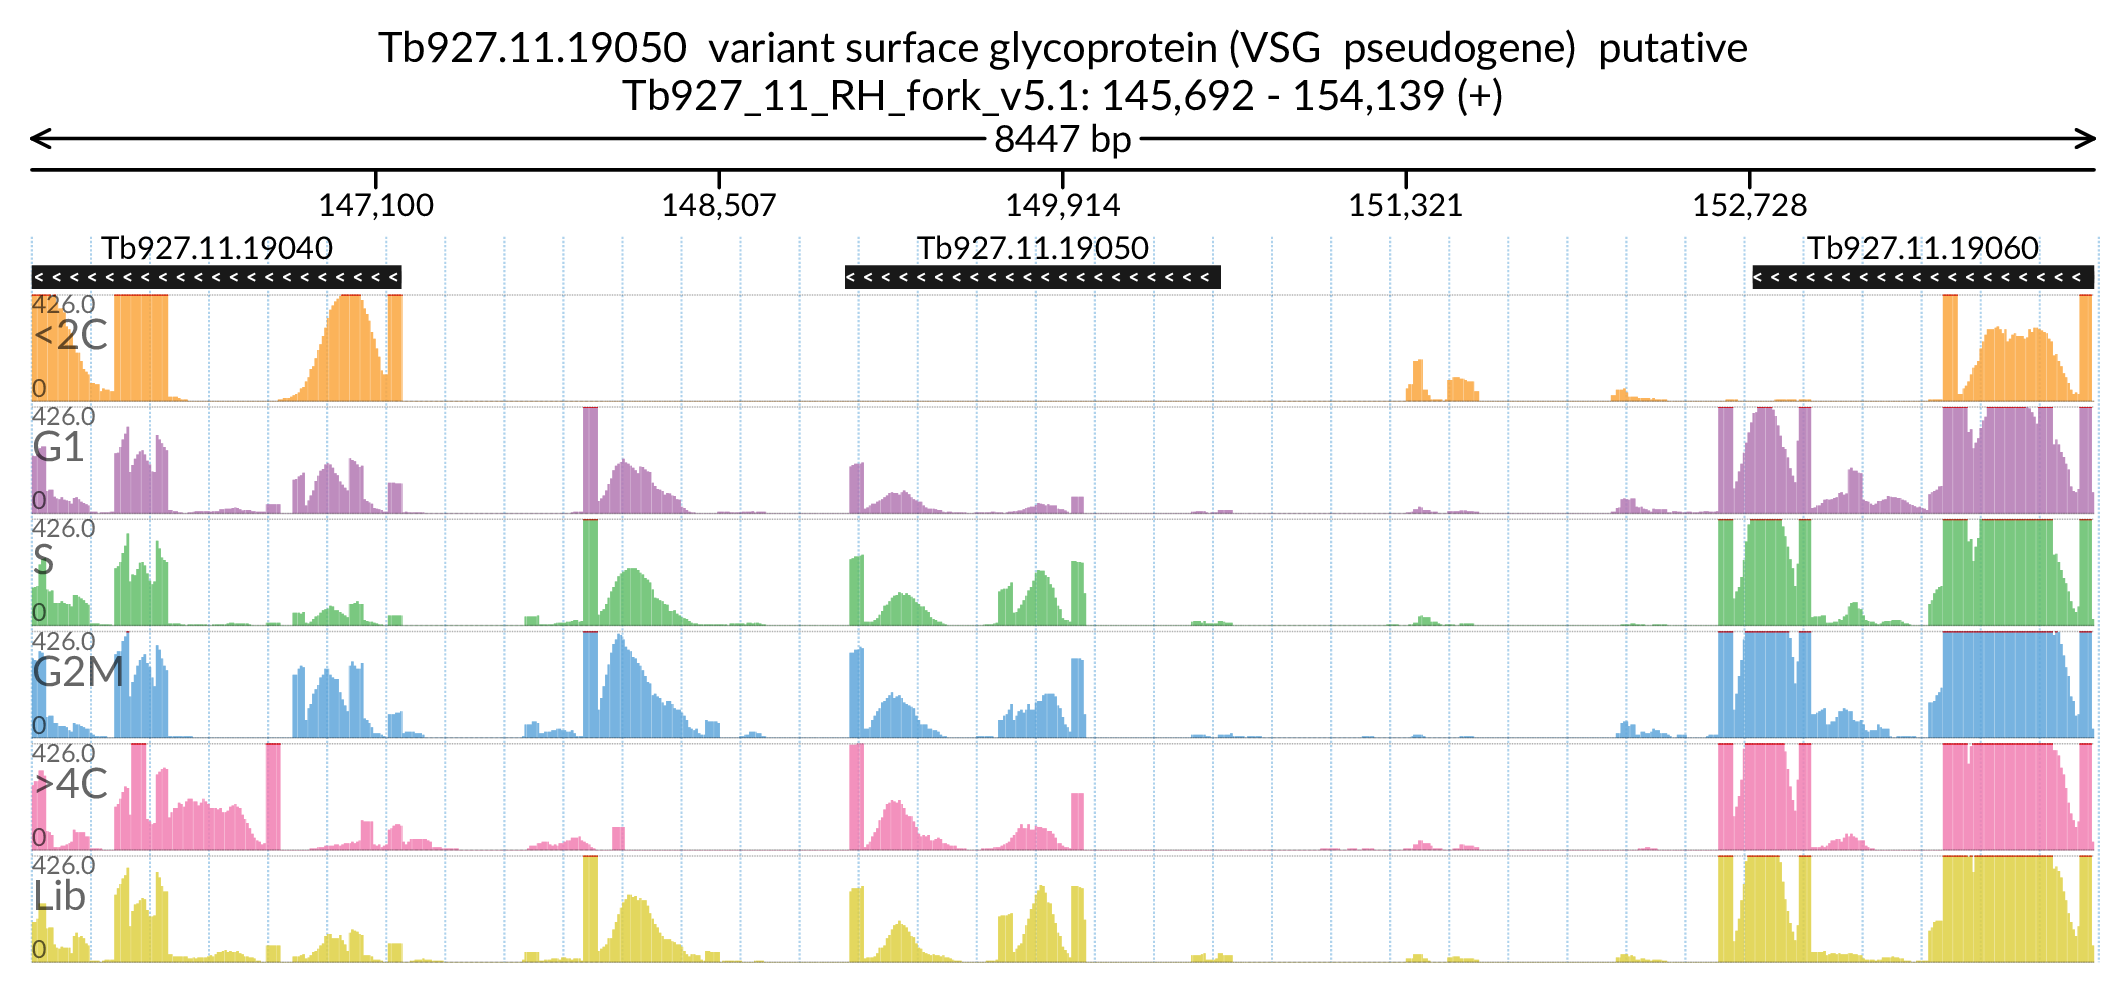 Tb927.11.19050  variant surface glycoprotein (VSG  pseudogene)  putative
Tb927_11_RH_fork_v5.1: 145,692 - 154,139 (+)
8447 bp
147,100 148,507 149,914 151,321 152,728
Tb927.11.19040 Tb927.11.19050 Tb927.11.19060
426.0
<2C
0
426.0
G1
0
426.0
S
0
426.0
G2M
0
426.0
>4C
0
426.0
Lib
0